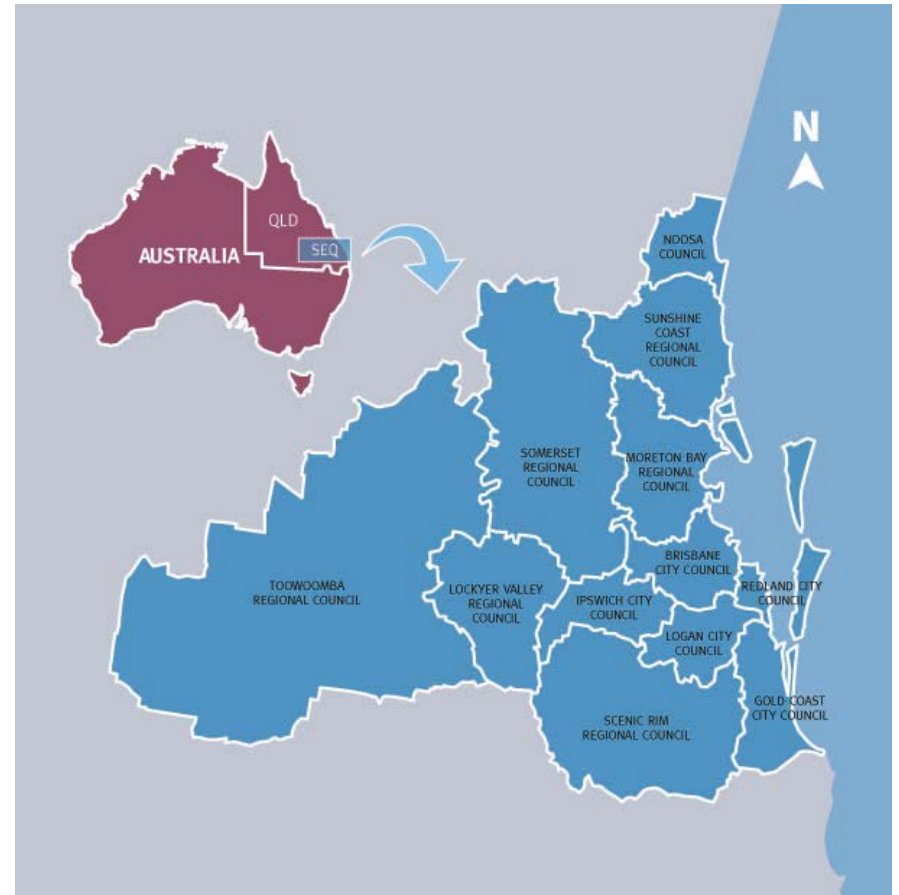 N
QLD
SEQ
AUSTRALIA
NOOSA
COUNCIL
SUNSHINE
COAST
REGIONAL
COUNCIL
SOMERSET
REGIONAL
COUNCIL
MORETON BAY
REGIONAL
COUNCIL
BRISBANE
CITY COUNCIL
TOOWOOMBA
REGIONAL COUNCIL
LOCKYER VALLEY
REGIONAL
COUNCIL
IPSWICH CITY
COUNCIL
REDLAND CITY
COUNCIL
LOGAN CITY
COUNCIL
SCENIC RIM
REGIONAL COUNCIL
GOLD COAST
CITY COUNCIL